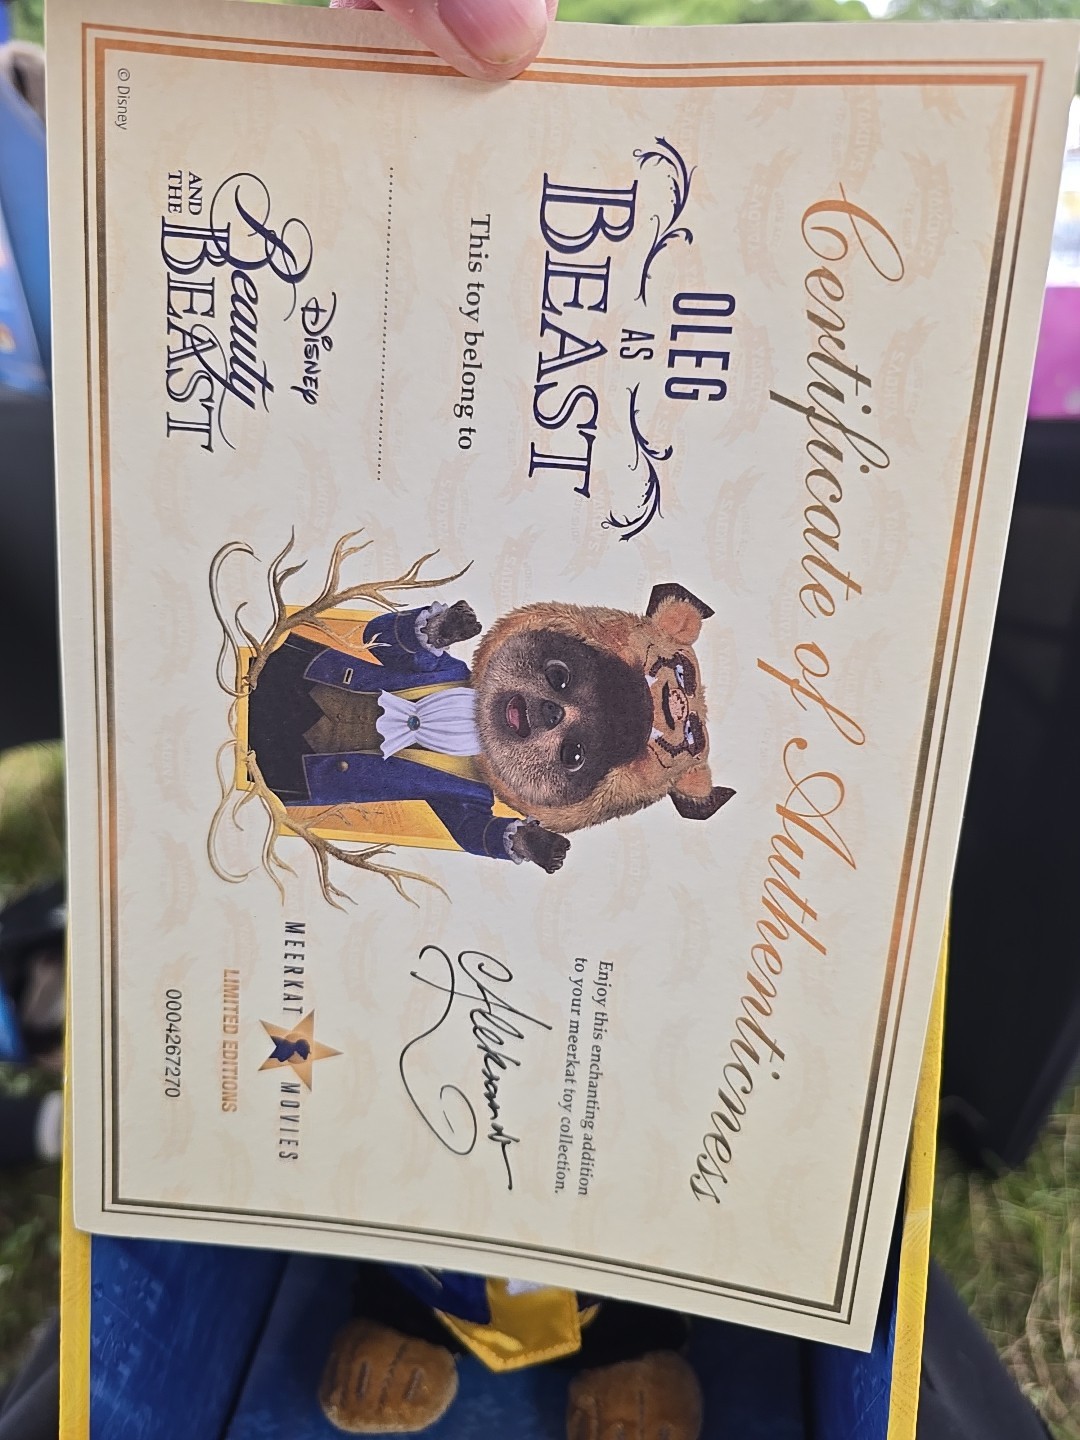 Certificate of Authenticness
OLEG
AS
BEAST
This toy belong to
Disney
Beauty
AND THE BEAST
Enjoy this enchanting addition
to your meerkat toy collection.
Aleksandr
MEERKAT MOVIES
LIMITED EDITIONS
0004267270
© Disney